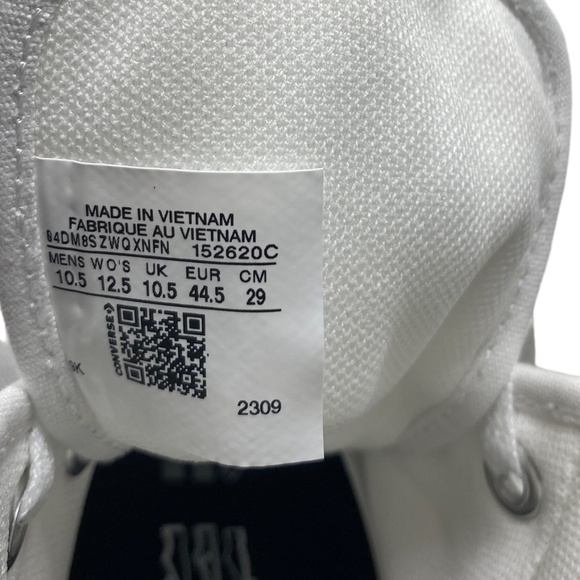 MADE IN VIETNAM
FABRIQUE AU VIETNAM
84DM8SZWQXNFN 152620C
MENS WO'S UK EUR CM
10.5 12.5 10.5 44.5 29
CONVERSE
2309